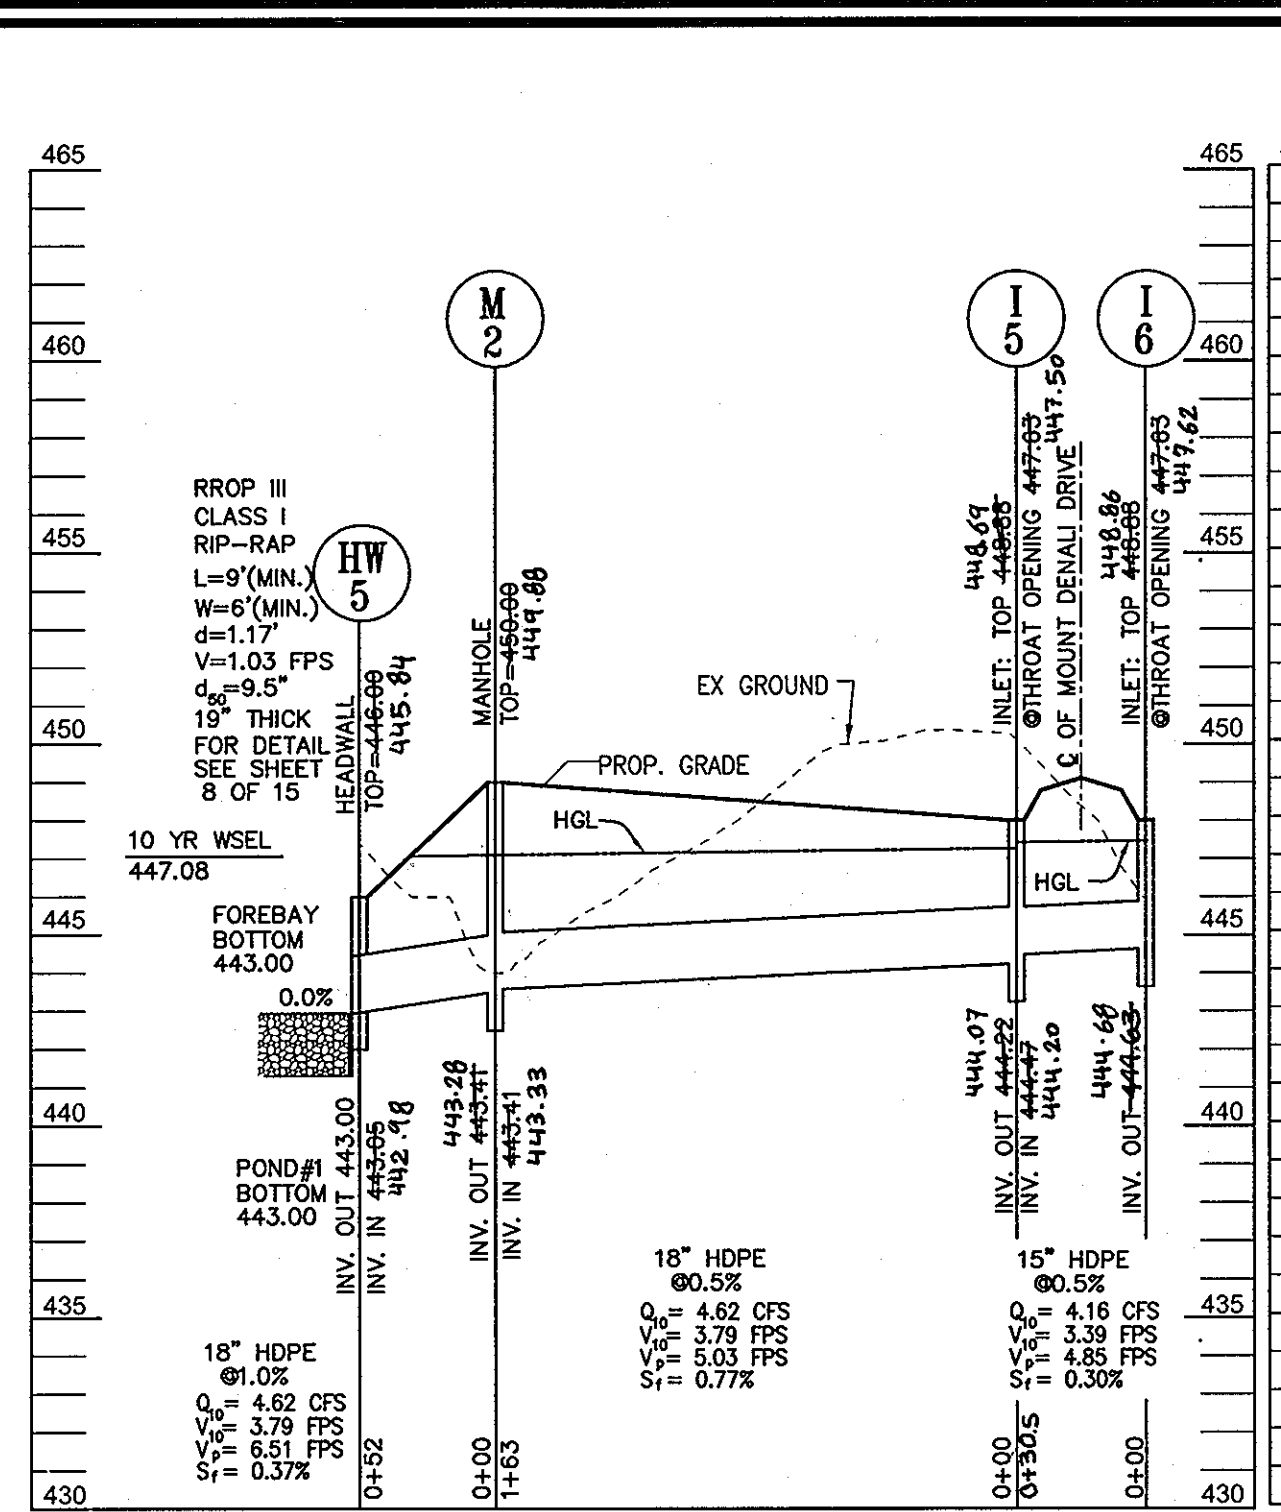 465
460
455
450
445
440
435
430
465
460
455
450
445
440
435
430
M
2
I
5
I
6
HW
5
RROP III
CLASS I
RIP-RAP
L=9'(MIN.)
W=6'(MIN.)
d=1.17'
V=1.03 FPS
d50=9.5"
19" THICK
FOR DETAIL
SEE SHEET
8 OF 15
HEADWALL
TOP=446.00
445.84
MANHOLE
TOP=450.00
449.88
INLET: TOP 448.88
448.69
@THROAT OPENING 447.03
447.50
℄ OF MOUNT DENALI DRIVE
INLET: TOP 448.88
448.86
@THROAT OPENING 447.03
447.62
EX GROUND
PROP. GRADE
HGL
HGL
10 YR WSEL
447.08
FOREBAY
BOTTOM
443.00
0.0%
POND#1
BOTTOM
443.00
INV. OUT 443.00
INV. IN 443.05
442.98
INV. OUT 443.41
443.28
INV. IN 443.41
443.33
INV. OUT 444.22
444.07
INV. IN 444.47
444.20
INV. OUT 444.63
444.68
18" HDPE
@1.0%
Q10= 4.62 CFS
V10= 3.79 FPS
Vp= 6.51 FPS
Sf= 0.37%
18" HDPE
@0.5%
Q10= 4.62 CFS
V10= 3.79 FPS
Vp= 5.03 FPS
Sf= 0.77%
15" HDPE
@0.5%
Q10= 4.16 CFS
V10= 3.39 FPS
Vp= 4.85 FPS
Sf= 0.30%
0+52
0+00
1+63
0+00
0+30.5
0+00